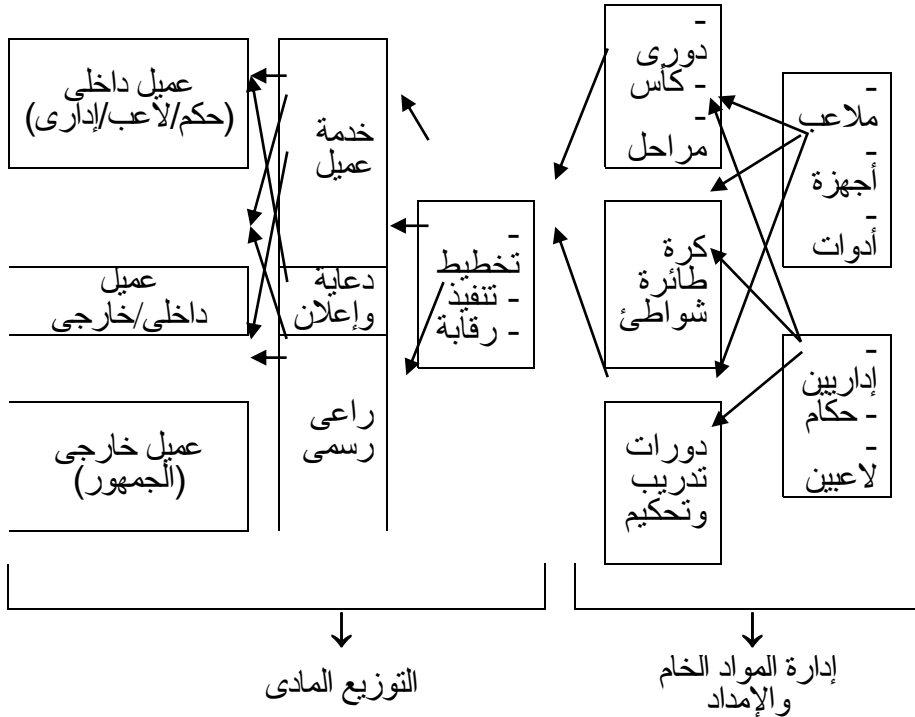 -
ملاعب
-
أجهزة
-
أدوات
-
إداريين
- حكام
-
لاعبين
-
دورى
- كأس
-
مراحل
كرة
طائرة
شواطئ
دورات
تدريب
وتحكيم
-
تخطيط
- تنفيذ
- رقابة
خدمة
عميل
دعاية
وإعلان
راعى
رسمى
عميل داخلى
(حكم/لاعب/إدارى)
عميل
داخلى/خارجى
عميل خارجى
(الجمهور)
إدارة المواد الخام
والإمداد
التوزيع المادى